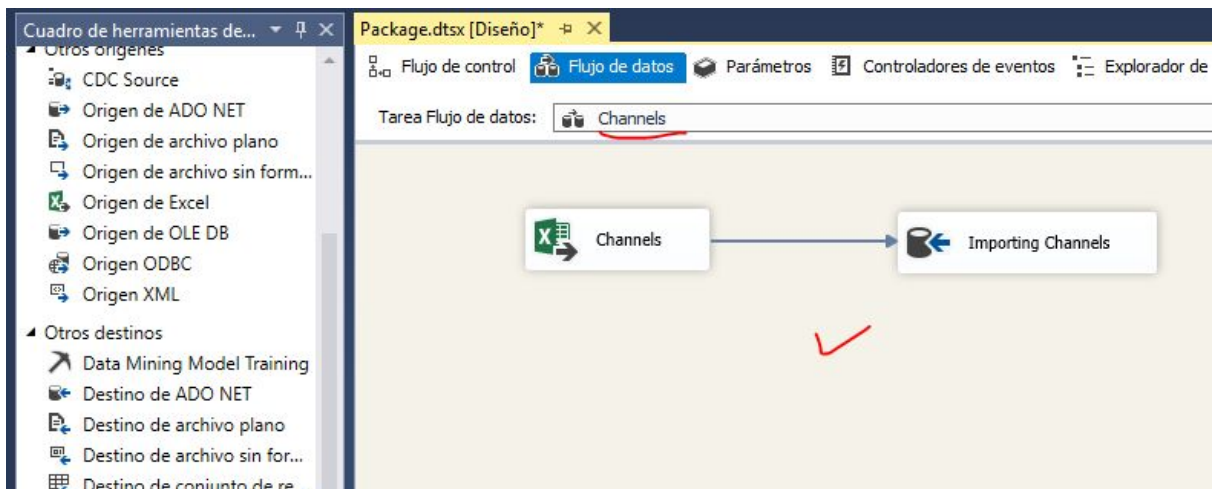 Cuadro de herramientas de...
Otros orígenes
CDC Source
Origen de ADO NET
Origen de archivo plano
Origen de archivo sin form...
Origen de Excel
Origen de OLE DB
Origen ODBC
Origen XML
Otros destinos
Data Mining Model Training
Destino de ADO NET
Destino de archivo plano
Destino de archivo sin for...
Destino de conjunto de re
Package.dtsx [Diseño]*
Flujo de control Flujo de datos Parámetros Controladores de eventos Explorador de
Tarea Flujo de datos: Channels
Channels
Importing Channels